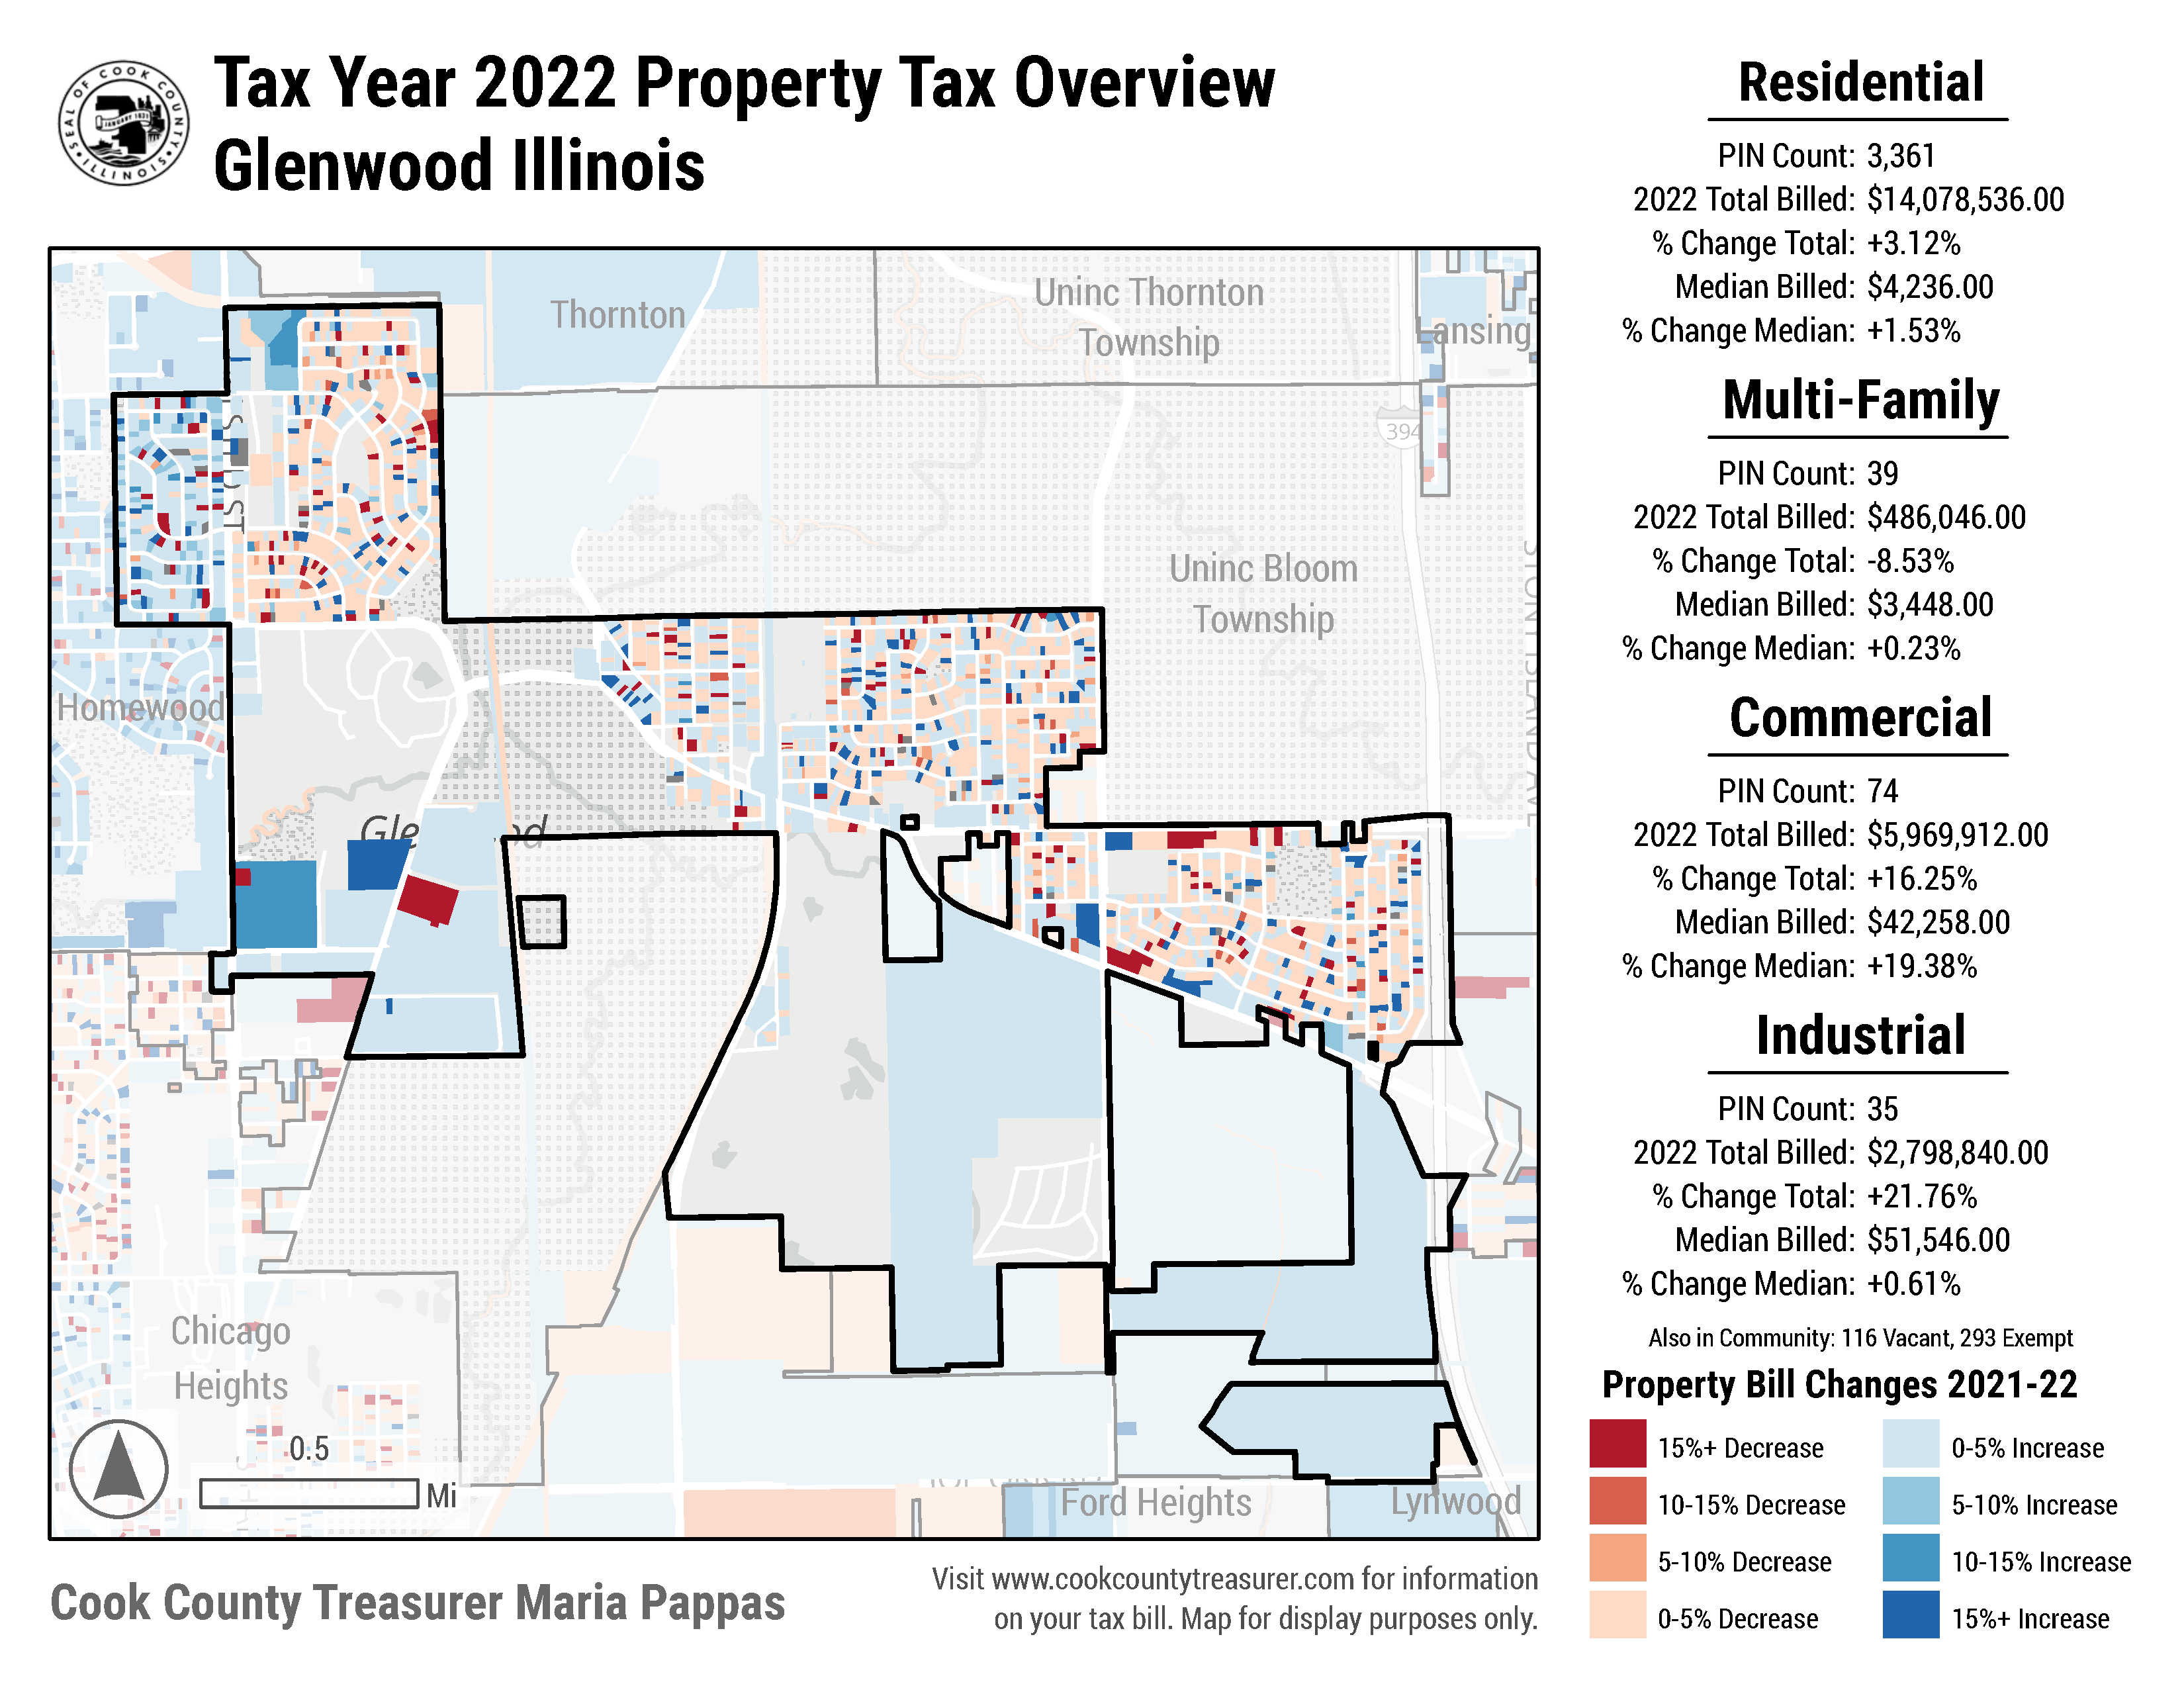 Tax Year 2022 Property Tax Overview
Glenwood Illinois
SEAL OF COOK COUNTY
JANUARY 1831
ILLINOIS
Thornton
Uninc Thornton
Township
Lansing
394
Uninc Bloom
Township
Homewood
Chicago
Heights
0.5
Mi
Ford Heights
Lynwood
Cook County Treasurer Maria Pappas
Visit www.cookcountytreasurer.com for information
on your tax bill. Map for display purposes only.
Residential
PIN Count: 3,361
2022 Total Billed: $14,078,536.00
% Change Total: +3.12%
Median Billed: $4,236.00
% Change Median: +1.53%
Multi-Family
PIN Count: 39
2022 Total Billed: $486,046.00
% Change Total: -8.53%
Median Billed: $3,448.00
% Change Median: +0.23%
Commercial
PIN Count: 74
2022 Total Billed: $5,969,912.00
% Change Total: +16.25%
Median Billed: $42,258.00
% Change Median: +19.38%
Industrial
PIN Count: 35
2022 Total Billed: $2,798,840.00
% Change Total: +21.76%
Median Billed: $51,546.00
% Change Median: +0.61%
Also in Community: 116 Vacant, 293 Exempt
Property Bill Changes 2021-22
15%+ Decrease
10-15% Decrease
5-10% Decrease
0-5% Decrease
0-5% Increase
5-10% Increase
10-15% Increase
15%+ Increase